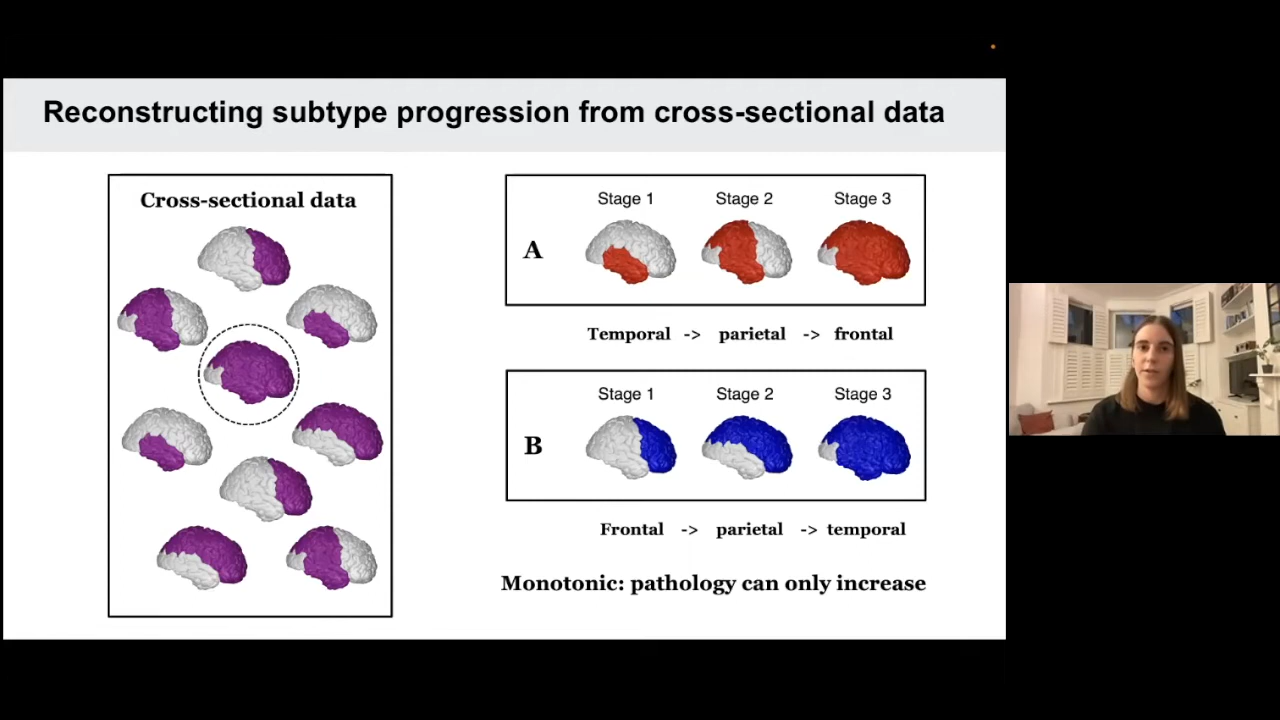 Reconstructing subtype progression from cross-sectional data
Cross-sectional data
Stage 1 Stage 2 Stage 3
A
Temporal -> parietal -> frontal
Stage 1 Stage 2 Stage 3
B
Frontal -> parietal -> temporal
Monotonic: pathology can only increase